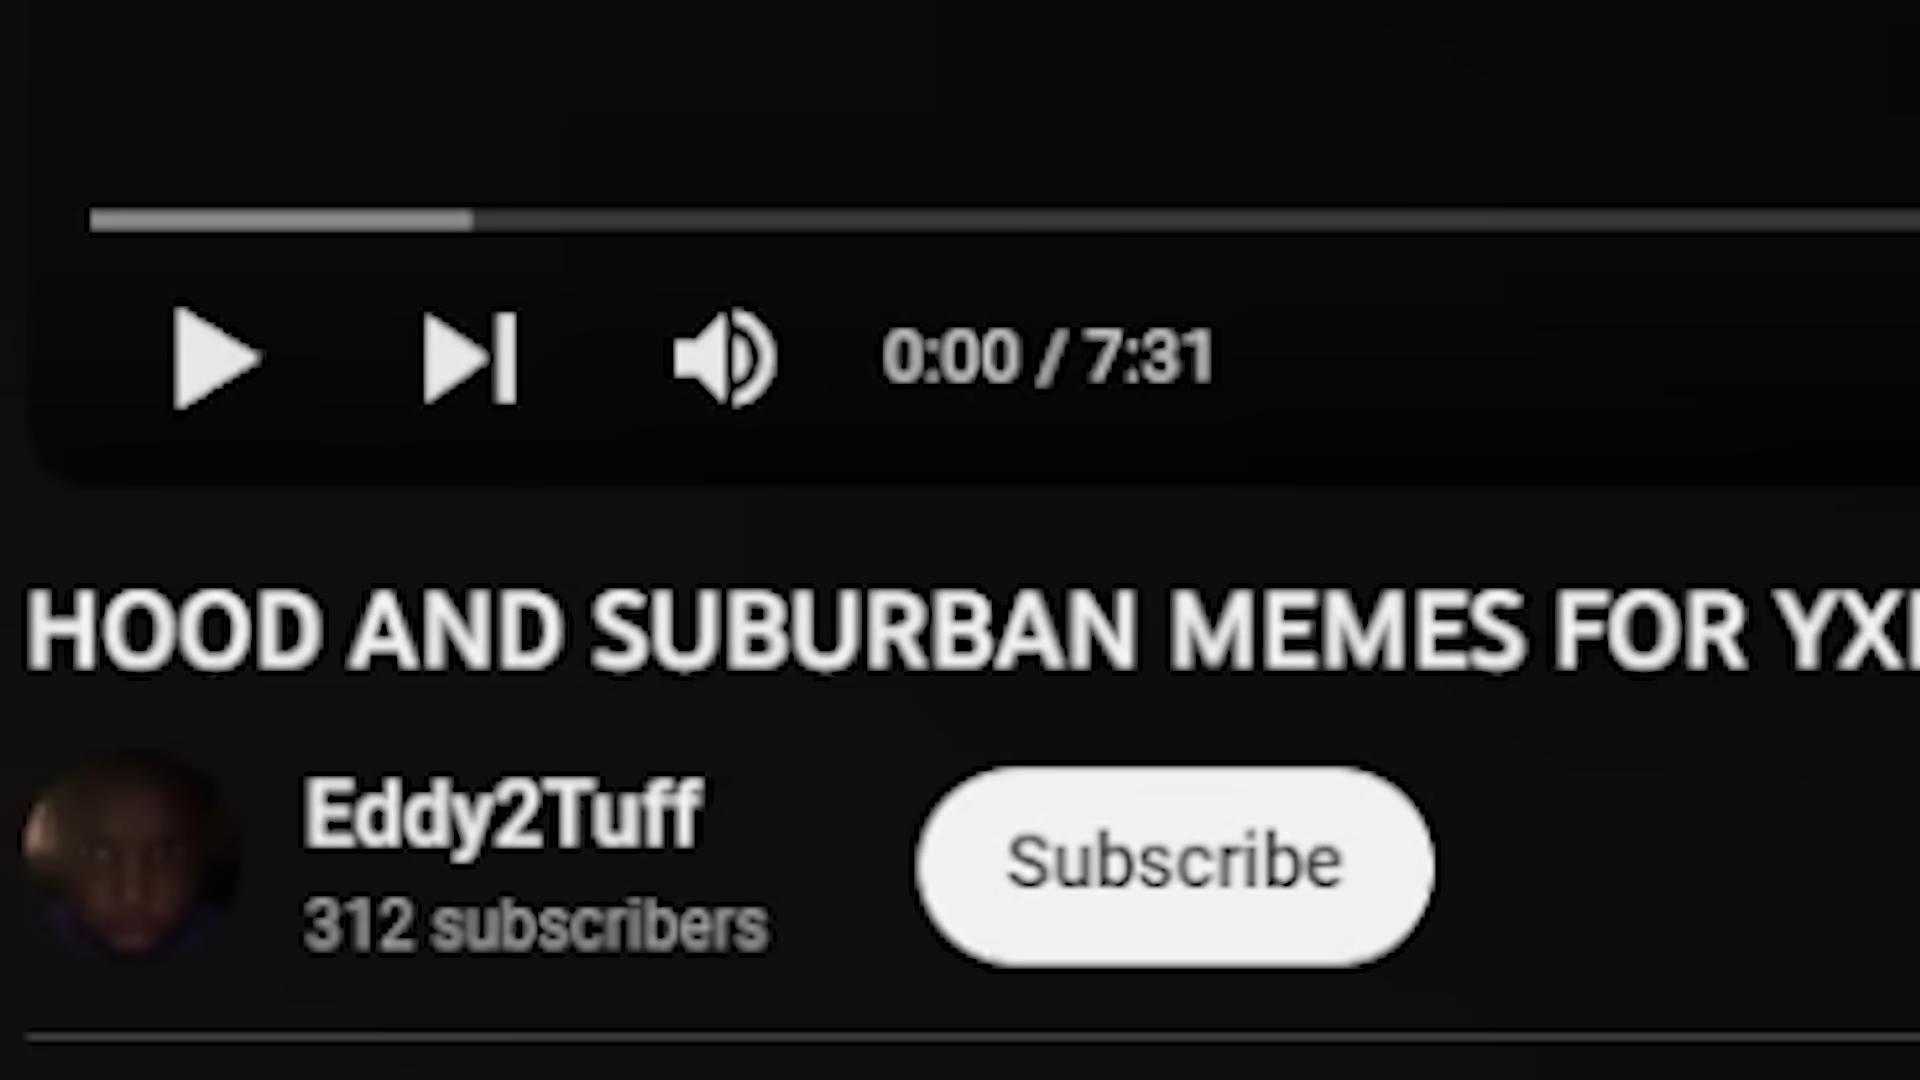 0:00 / 7:31
HOOD AND SUBURBAN MEMES FOR
Eddy2Tuff
Subscribe
312 subscribers